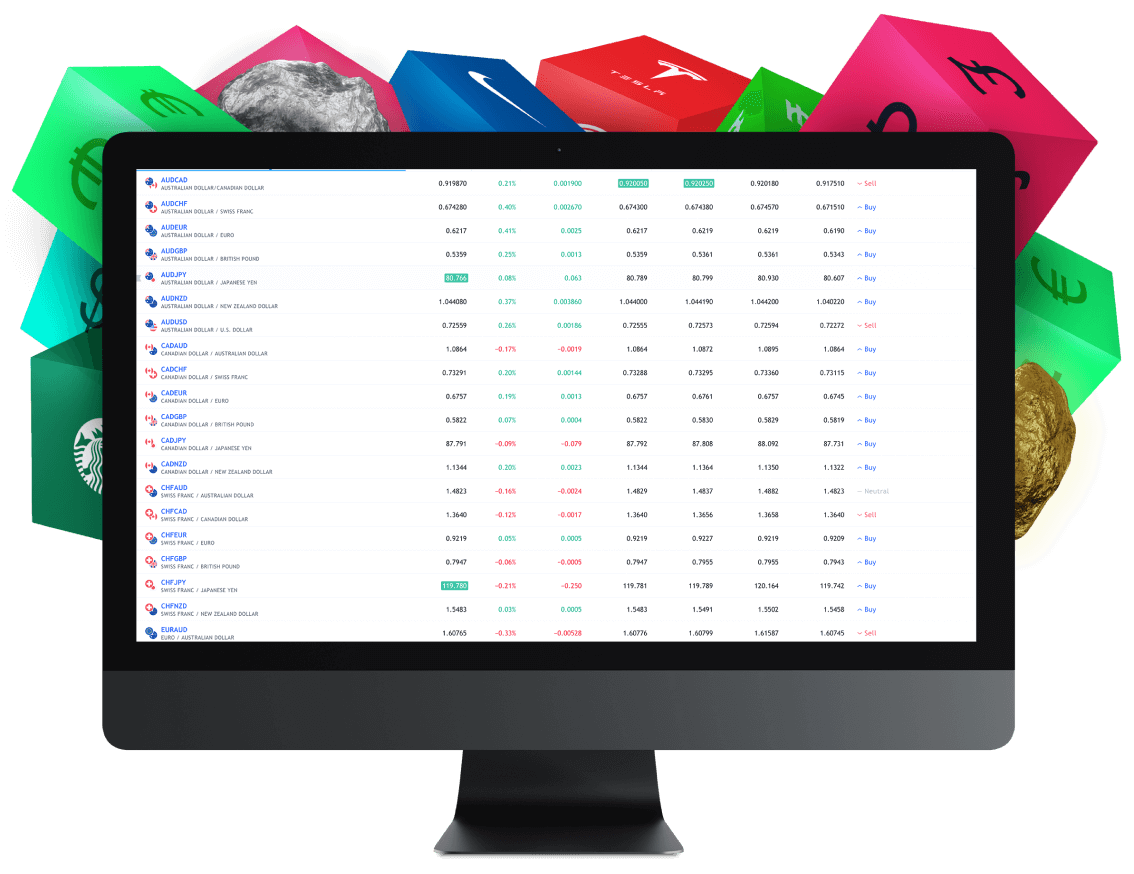 TESLA
AUDCAD 0.919870 0.21% 0.001900 0.920050 0.920250 0.920180 0.917510 Sell
AUSTRALIAN DOLLAR/CANADIAN DOLLAR
AUDCHF 0.674280 0.40% 0.002670 0.674300 0.674380 0.674570 0.671510 Buy
AUSTRALIAN DOLLAR / SWISS FRANC
AUDEUR 0.6217 0.41% 0.0025 0.6217 0.6219 0.6219 0.6190 Buy
AUSTRALIAN DOLLAR / EURO
AUDGBP 0.5359 0.25% 0.0013 0.5359 0.5361 0.5361 0.5343 Buy
AUSTRALIAN DOLLAR / BRITISH POUND
AUDJPY 80.766 0.08% 0.063 80.789 80.799 80.930 80.607 Buy
AUSTRALIAN DOLLAR / JAPANESE YEN
AUDNZD 1.044080 0.37% 0.003860 1.044000 1.044190 1.044200 1.040220 Buy
AUSTRALIAN DOLLAR / NEW ZEALAND DOLLAR
AUDUSD 0.72559 0.26% 0.00186 0.72555 0.72573 0.72594 0.72272 Sell
AUSTRALIAN DOLLAR / U.S. DOLLAR
CADAUD 1.0864 −0.17% −0.0019 1.0864 1.0872 1.0895 1.0864 Buy
CANADIAN DOLLAR / AUSTRALIAN DOLLAR
CADCHF 0.73291 0.20% 0.00144 0.73288 0.73295 0.73360 0.73115 Buy
CANADIAN DOLLAR / SWISS FRANC
CADEUR 0.6757 0.19% 0.0013 0.6757 0.6761 0.6757 0.6745 Buy
CANADIAN DOLLAR / EURO
CADGBP 0.5822 0.07% 0.0004 0.5822 0.5830 0.5829 0.5819 Buy
CANADIAN DOLLAR / BRITISH POUND
CADJPY 87.791 −0.09% −0.079 87.792 87.808 88.092 87.731 Buy
CANADIAN DOLLAR / JAPANESE YEN
CADNZD 1.1344 0.20% 0.0023 1.1344 1.1364 1.1350 1.1322 Buy
CANADIAN DOLLAR / NEW ZEALAND DOLLAR
CHFAUD 1.4823 −0.16% −0.0024 1.4829 1.4837 1.4882 1.4823 Neutral
SWISS FRANC / AUSTRALIAN DOLLAR
CHFCAD 1.3640 −0.12% −0.0017 1.3640 1.3656 1.3658 1.3640 Sell
SWISS FRANC / CANADIAN DOLLAR
CHFEUR 0.9219 0.05% 0.0005 0.9219 0.9227 0.9219 0.9209 Buy
SWISS FRANC / EURO
CHFGBP 0.7947 −0.06% −0.0005 0.7947 0.7955 0.7955 0.7943 Buy
SWISS FRANC / BRITISH POUND
CHFJPY 119.780 −0.21% −0.250 119.781 119.789 120.164 119.742 Buy
SWISS FRANC / JAPANESE YEN
CHFNZD 1.5483 0.03% 0.0005 1.5483 1.5491 1.5502 1.5458 Buy
SWISS FRANC / NEW ZEALAND DOLLAR
EURAUD 1.60765 −0.33% −0.00528 1.60776 1.60799 1.61587 1.60745 Sell
EURO / AUSTRALIAN DOLLAR